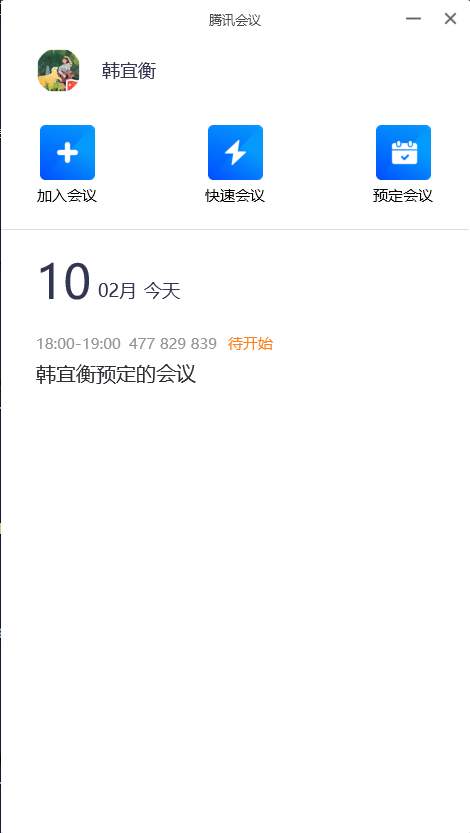 腾讯会议
韩宜衡
加入会议 快速会议 预定会议
10 02月 今天
18:00-19:00 477 829 839 待开始
韩宜衡预定的会议